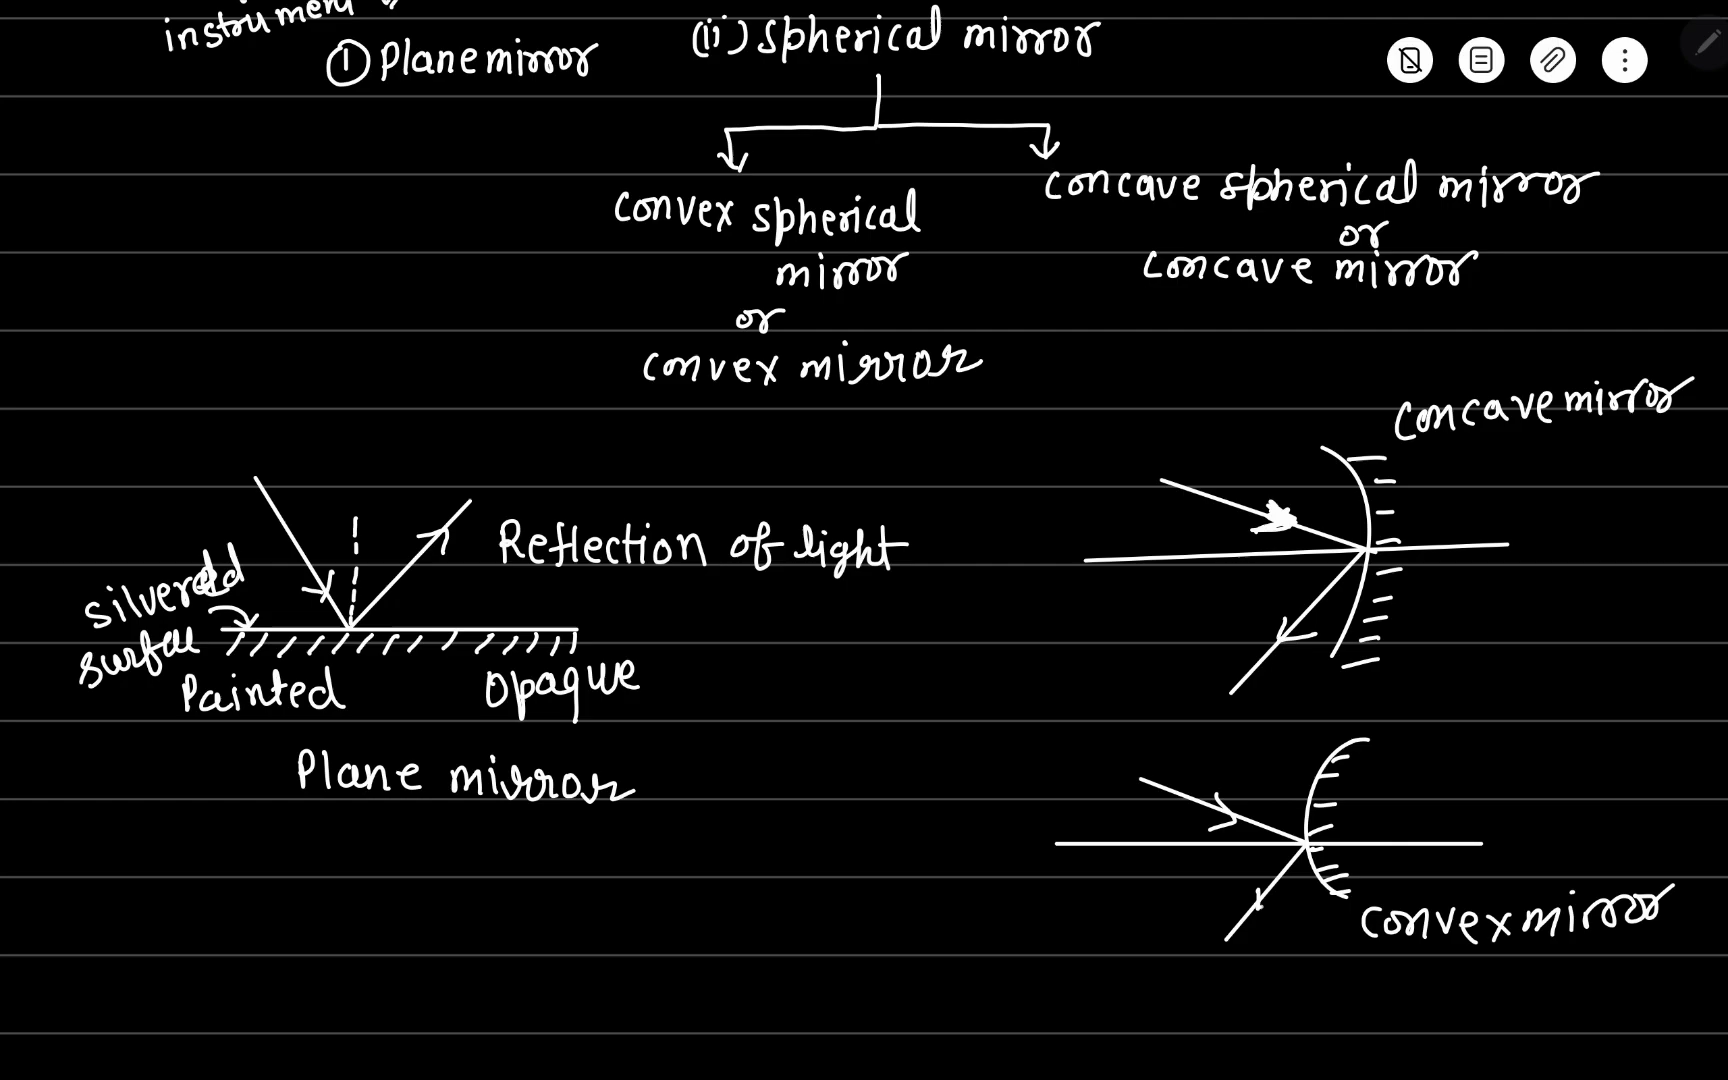 instrument
① Plane mirror
(ii) Spherical mirror
convex spherical
mirror
or
convex mirror
concave spherical mirror
or
concave mirror
Reflection of light
silvered
surface
Painted
Opaque
Plane mirror
Concave mirror
Convex mirror